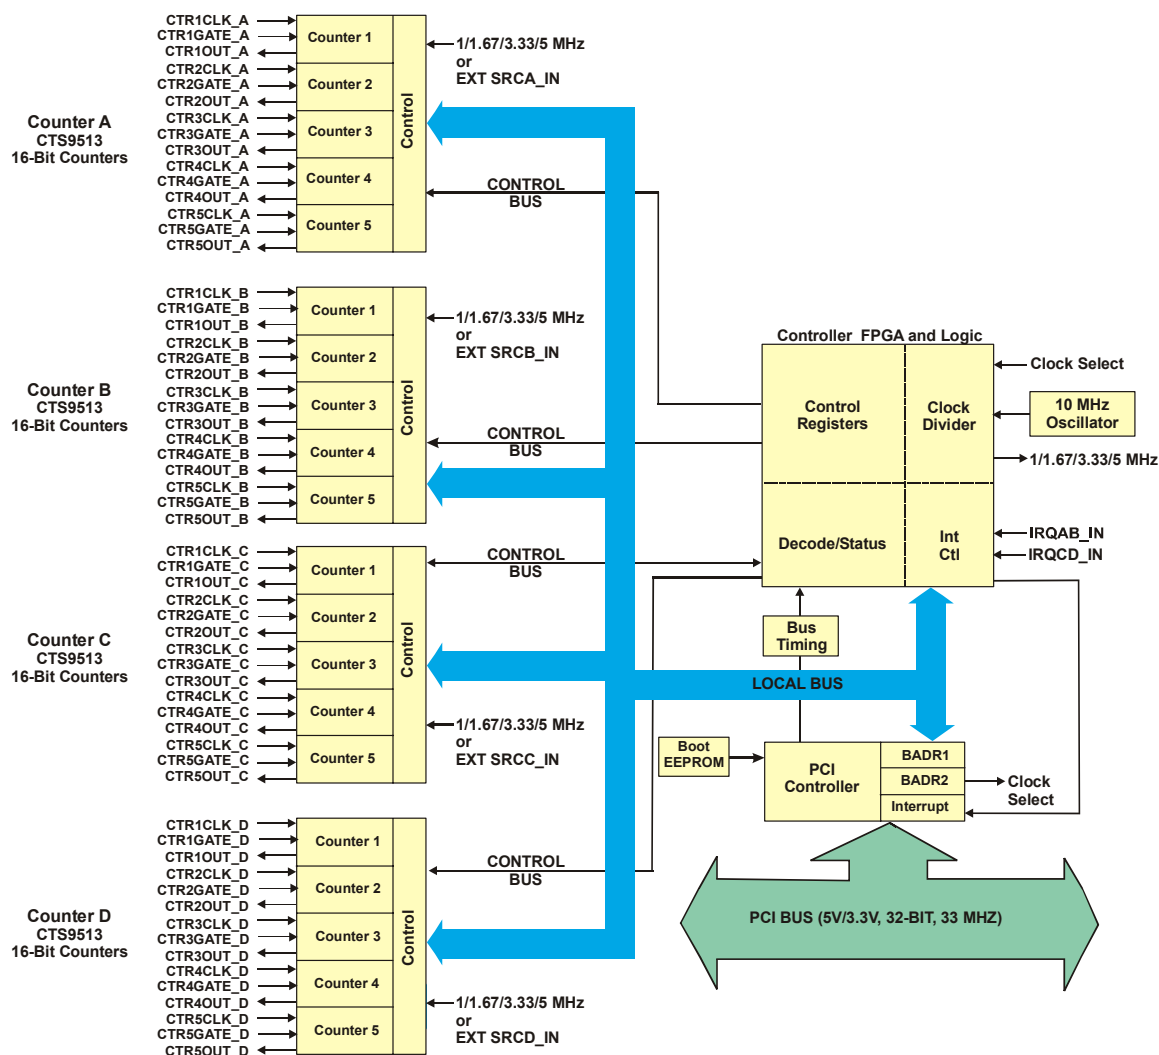 CTR1CLK_A
CTR1GATE_A
CTR1OUT_A
CTR2CLK_A
CTR2GATE_A
CTR2OUT_A
CTR3CLK_A
CTR3GATE_A
CTR3OUT_A
CTR4CLK_A
CTR4GATE_A
CTR4OUT_A
CTR5CLK_A
CTR5GATE_A
CTR5OUT_A
Counter A
CTS9513
16-Bit Counters
Counter 1
Counter 2
Counter 3
Counter 4
Counter 5
Control
1/1.67/3.33/5 MHz
or
EXT SRCA_IN
CONTROL
BUS
CTR1CLK_B
CTR1GATE_B
CTR1OUT_B
CTR2CLK_B
CTR2GATE_B
CTR2OUT_B
CTR3CLK_B
CTR3GATE_B
CTR3OUT_B
CTR4CLK_B
CTR4GATE_B
CTR4OUT_B
CTR5CLK_B
CTR5GATE_B
CTR5OUT_B
Counter B
CTS9513
16-Bit Counters
Counter 1
Counter 2
Counter 3
Counter 4
Counter 5
Control
1/1.67/3.33/5 MHz
or
EXT SRCB_IN
CONTROL
BUS
Controller FPGA and Logic
Control
Registers
Clock
Divider
Decode/Status
Int
Ctl
Clock Select
10 MHz
Oscillator
1/1.67/3.33/5 MHz
IRQAB_IN
IRQCD_IN
CTR1CLK_C
CTR1GATE_C
CTR1OUT_C
CTR2CLK_C
CTR2GATE_C
CTR2OUT_C
CTR3CLK_C
CTR3GATE_C
CTR3OUT_C
CTR4CLK_C
CTR4GATE_C
CTR4OUT_C
CTR5CLK_C
CTR5GATE_C
CTR5OUT_C
Counter C
CTS9513
16-Bit Counters
Counter 1
Counter 2
Counter 3
Counter 4
Counter 5
Control
CONTROL
BUS
1/1.67/3.33/5 MHz
or
EXT SRCC_IN
Bus
Timing
LOCAL BUS
Boot
EEPROM
PCI
Controller
BADR1
BADR2
Interrupt
Clock
Select
CTR1CLK_D
CTR1GATE_D
CTR1OUT_D
CTR2CLK_D
CTR2GATE_D
CTR2OUT_D
CTR3CLK_D
CTR3GATE_D
CTR3OUT_D
CTR4CLK_D
CTR4GATE_D
CTR4OUT_D
CTR5CLK_D
CTR5GATE_D
CTR5OUT_D
Counter D
CTS9513
16-Bit Counters
Counter 1
Counter 2
Counter 3
Counter 4
Counter 5
Control
CONTROL
BUS
1/1.67/3.33/5 MHz
or
EXT SRCD_IN
PCI BUS (5V/3.3V, 32-BIT, 33 MHZ)